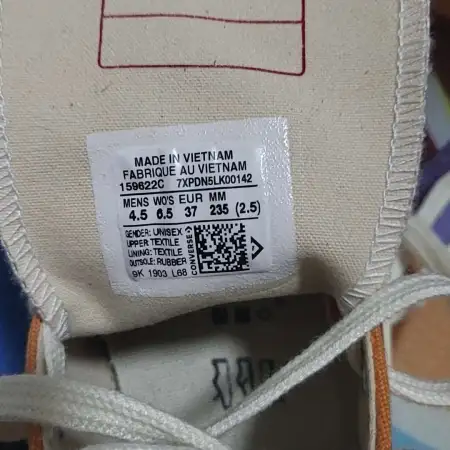 MADE IN VIETNAM
FABRIQUE AU VIETNAM
159622C 7XPDN5LK00142
MENS WO'S EUR MM
4.5 6.5 37 235 (2.5)
GENDER: UNISEX
UPPER: TEXTILE
LINING: TEXTILE
OUTSOLE: RUBBER
9K 1903 L68
CONVERSE